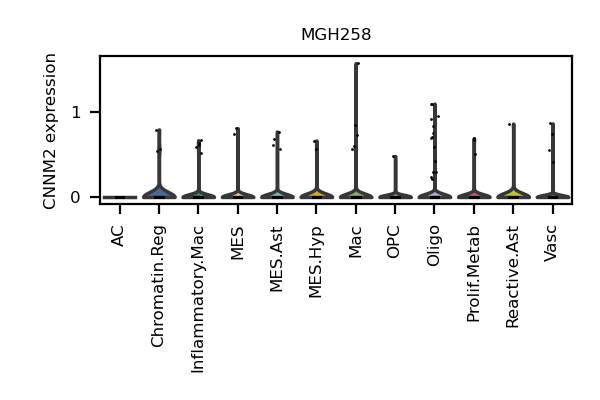 MGH258
CNNM2 expression
1
0
AC
Chromatin.Reg
Inflammatory.Mac
MES
MES.Ast
MES.Hyp
Mac
OPC
Oligo
Prolif.Metab
Reactive.Ast
Vasc